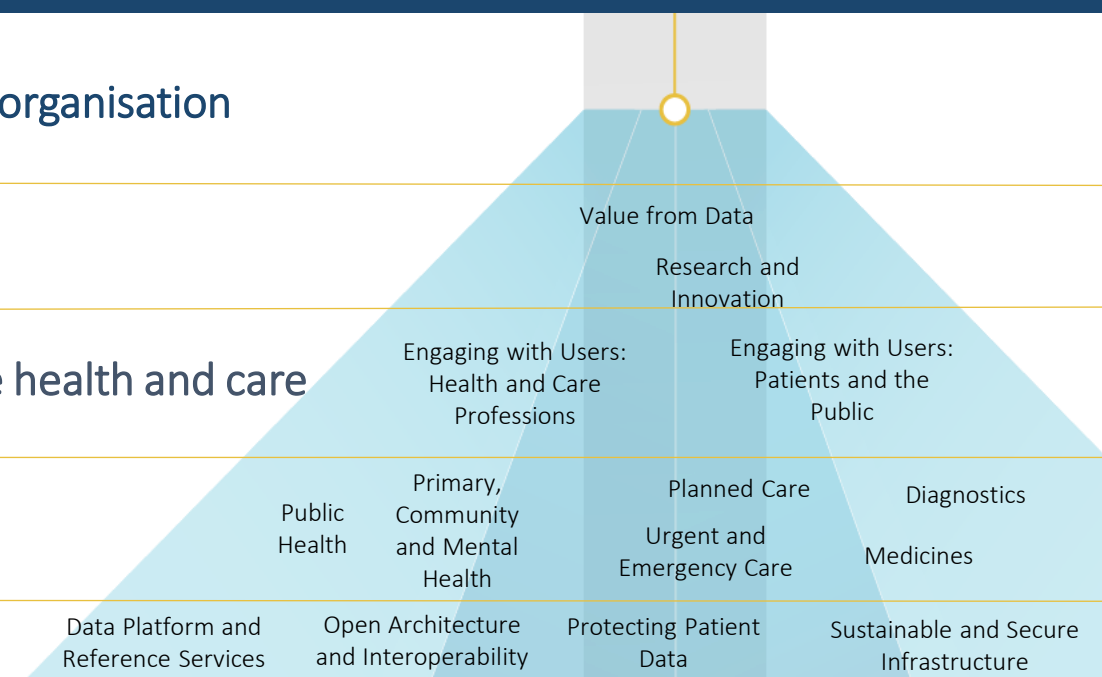 organisation
Value from Data
Research and
Innovation
health and care
Engaging with Users:
Health and Care
Professions
Engaging with Users:
Patients and the
Public
Public
Health
Primary,
Community
and Mental
Health
Planned Care
Urgent and
Emergency Care
Diagnostics
Medicines
Data Platform and
Reference Services
Open Architecture
and Interoperability
Protecting Patient
Data
Sustainable and Secure
Infrastructure